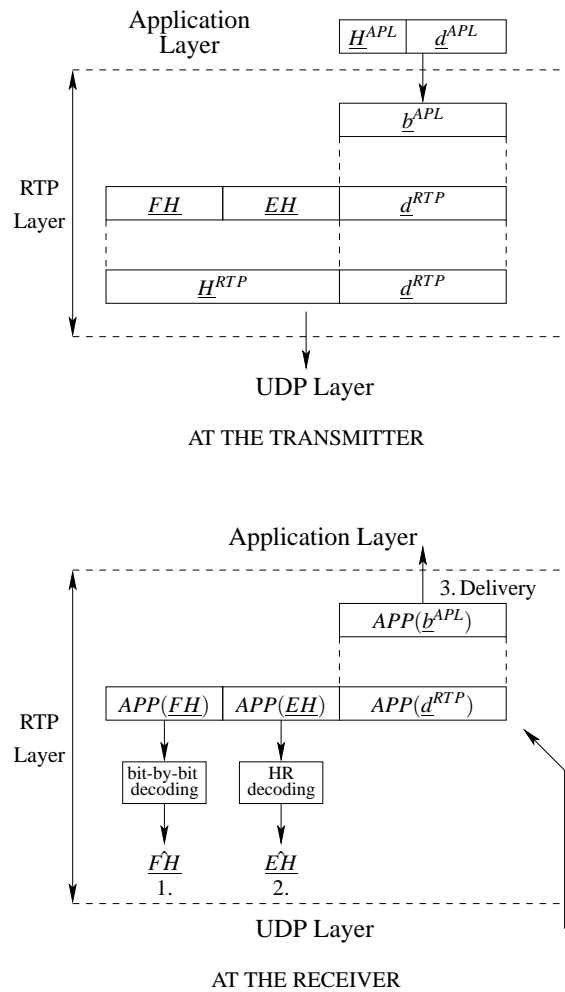 Application
Layer
H^APL d^APL
b^APL
RTP
Layer
FH EH d^RTP
H^RTP d^RTP
UDP Layer
AT THE TRANSMITTER
Application Layer
3. Delivery
APP(b^APL)
APP(FH) APP(EH) APP(d^RTP)
RTP
Layer
bit-by-bit
decoding
HR
decoding
F̂H ÊH
1. 2.
UDP Layer
AT THE RECEIVER